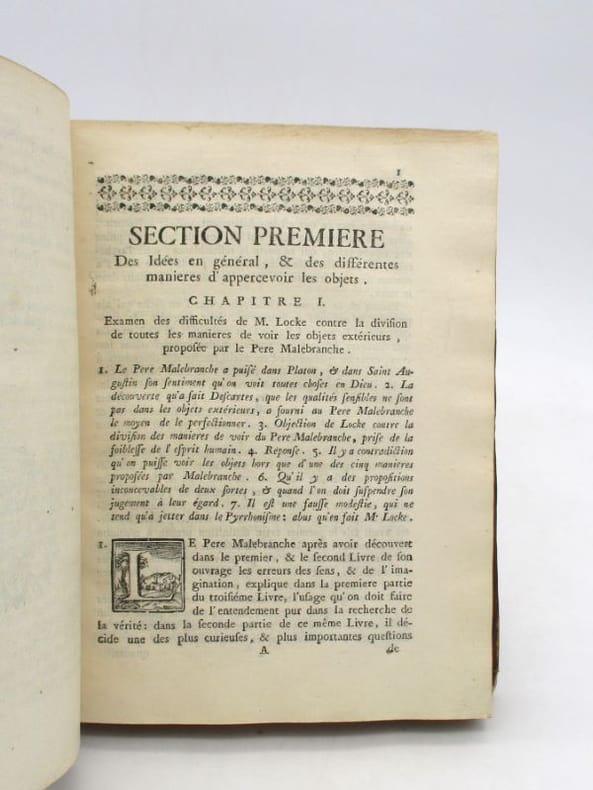 1
SECTION PREMIERE
Des Idées en général, & des différentes
manieres d'appercevoir les objets.
CHAPITRE I.
Examen des difficultés de M. Locke contre la division
de toutes les manieres de voir les objets extérieurs,
proposée par le Pere Malebranche.
1. Le Pere Malebranche a puisé dans Platon, & dans Saint Au-
gustin son sentiment qu'on voit toutes choses en Dieu. 2. La
découverte qu'a fait Descartes, que les qualités sensibles ne sont
pas dans les objets extérieurs, a fourni au Pere Malebranche
le moyen de le perfectionner. 3. Objection de Locke contre la
division des manieres de voir du Pere Malebranche, prise de la
foiblesse de l'esprit humain. 4. Reponse. 5. Il y a contradiction
qu'on puisse voir les objets hors que d'une des cinq manieres
proposées par Malebranche. 6. Qu'il y a des propositions
inconcevables de deux sortes, & quand l'on doit suspendre son
jugement à leur égard. 7. Il est une fausse modestie, qui ne
tend qu'à jetter dans le Pyrrhonisme: abus qu'en fait Mr Locke.
1. LE Pere Malebranche après avoir découvert
dans le premier, & le second Livre de son
ouvrage les erreurs des sens, & de l'ima-
gination, explique dans la premiere partie
du troisiéme Livre, l'usage qu'on doit faire
de l'entendement pur dans la recherche de
la vérité: dans la seconde partie de ce même Livre, il dé-
cide une des plus curieuses, & plus importantes questions
A de